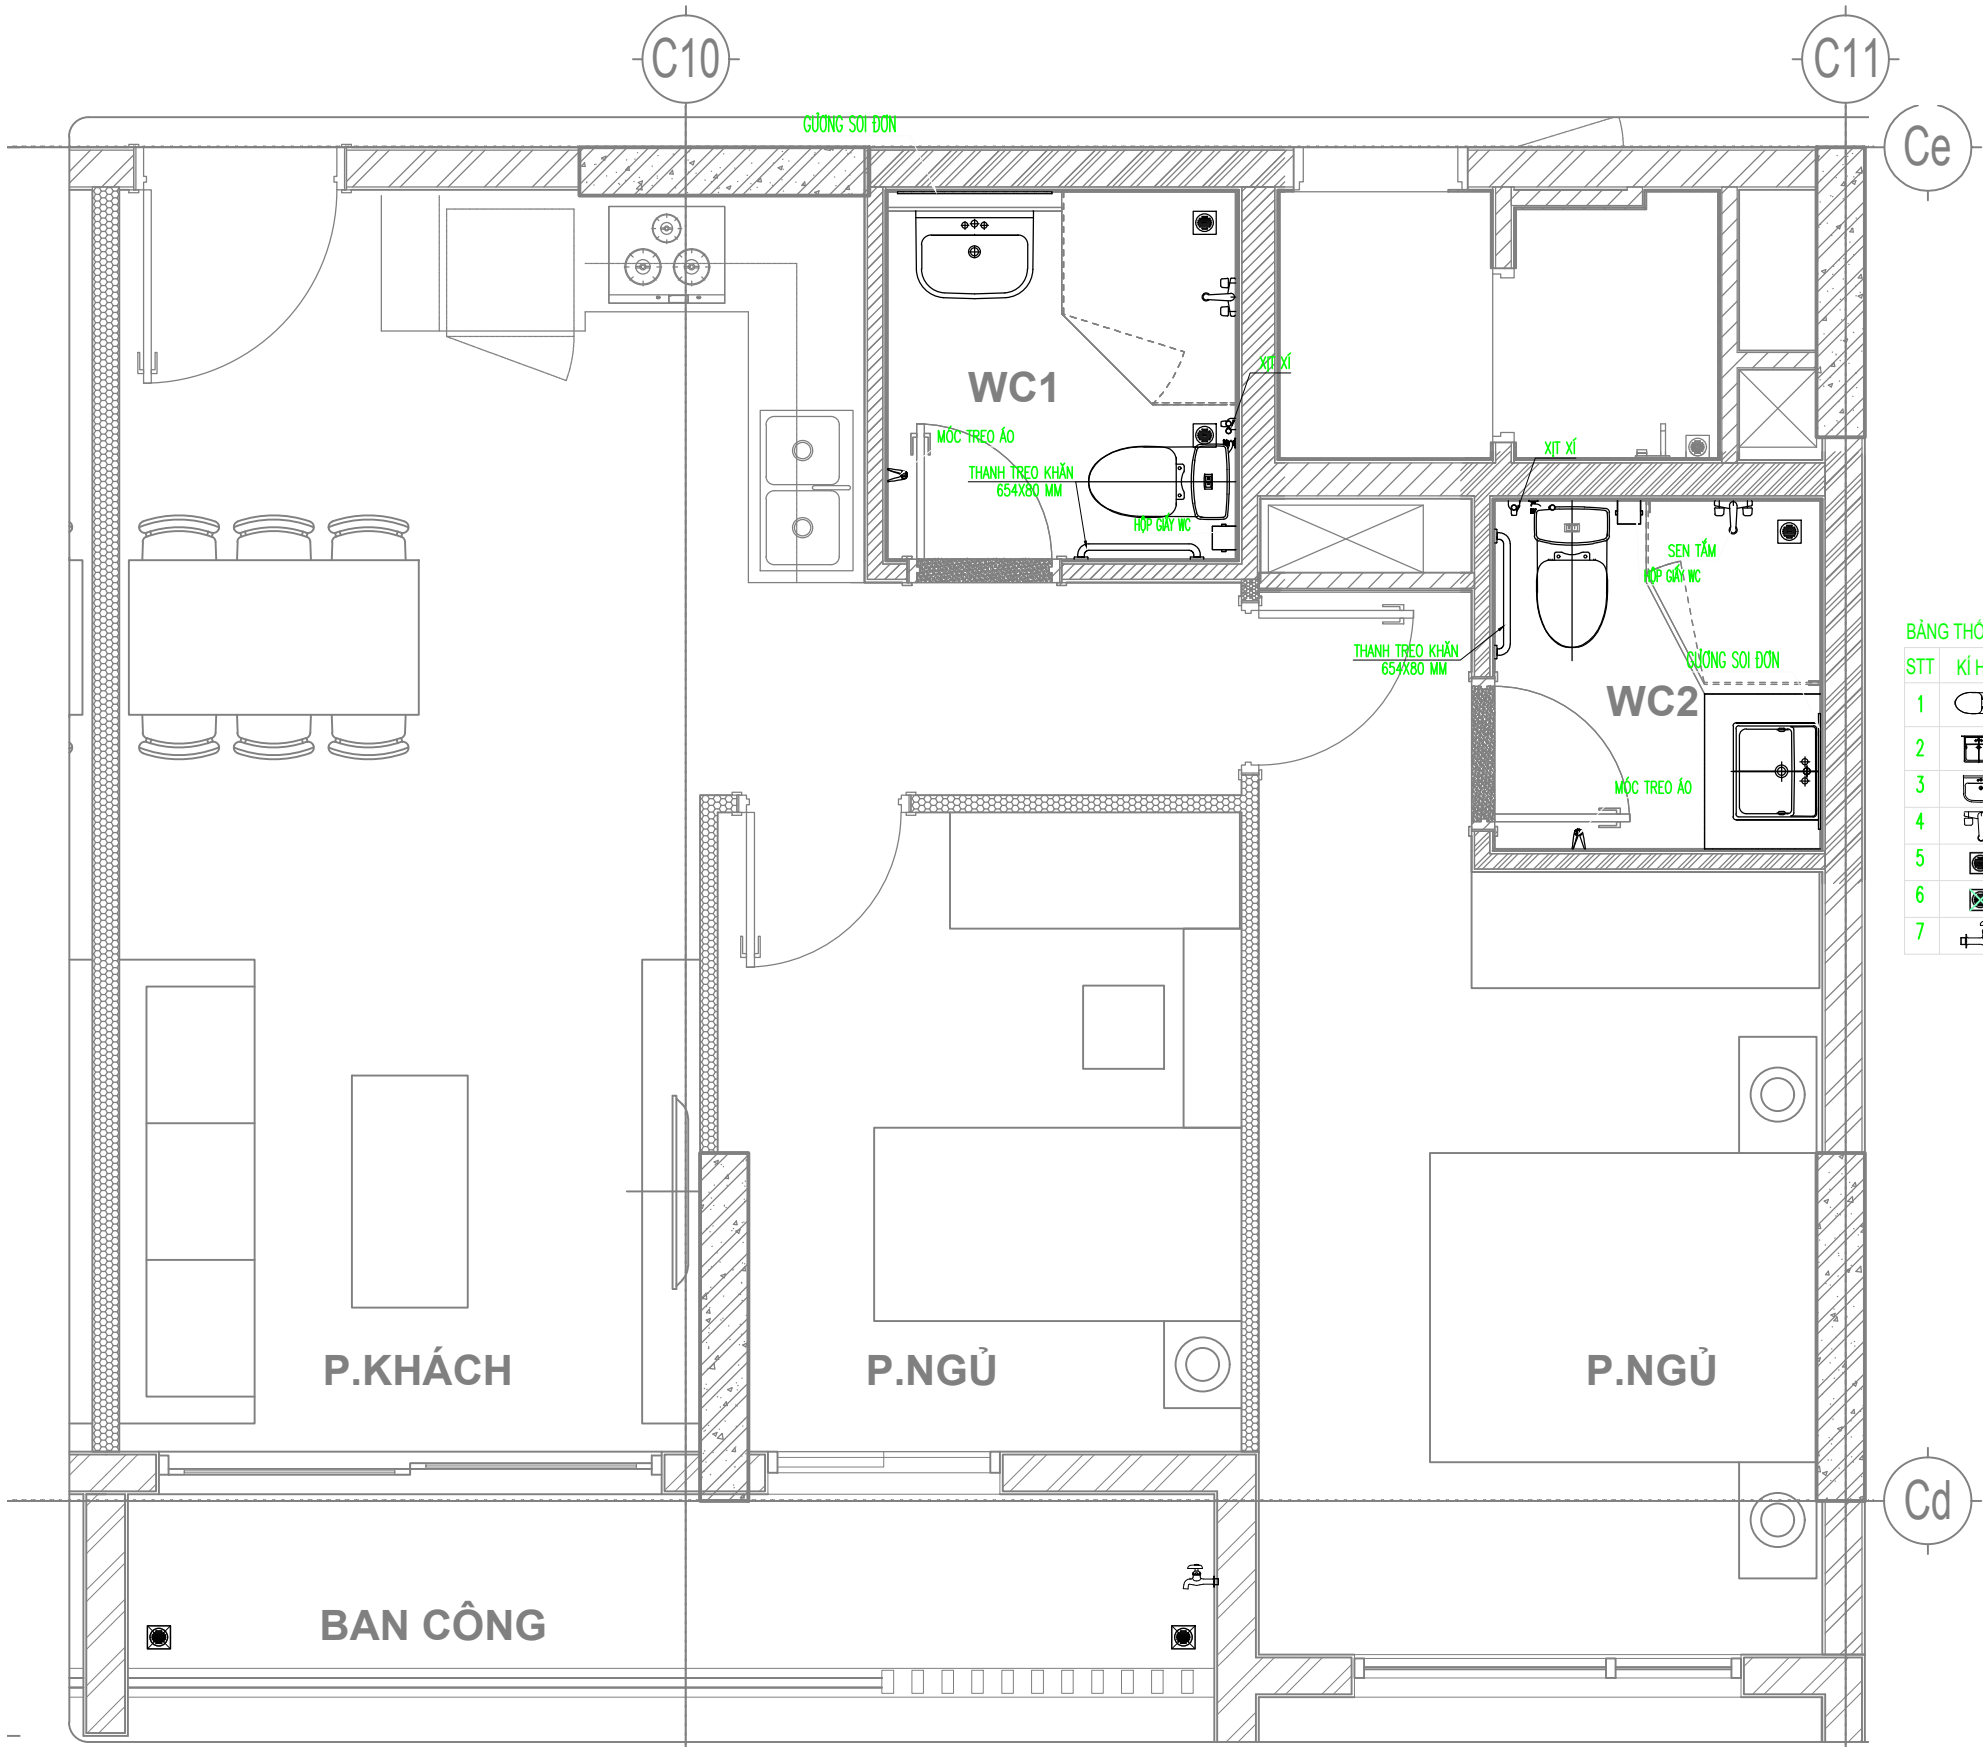 C10
C11
GƯƠNG SOI ĐƠN
Ce
XỊT XÍ
WC1
MÓC TREO ÁO
THANH TREO KHĂN
654X80 MM
HỘP GIẤY WC
XỊT XÍ
SEN TẮM
HỘP GIẤY WC
THANH TREO KHĂN
654X80 MM
GƯƠNG SOI ĐƠN
WC2
MÓC TREO ÁO
BẢNG THỐ
STT KÍ H
1
2
3
4
5
6
7
P.KHÁCH
P.NGỦ
P.NGỦ
Cd
BAN CÔNG